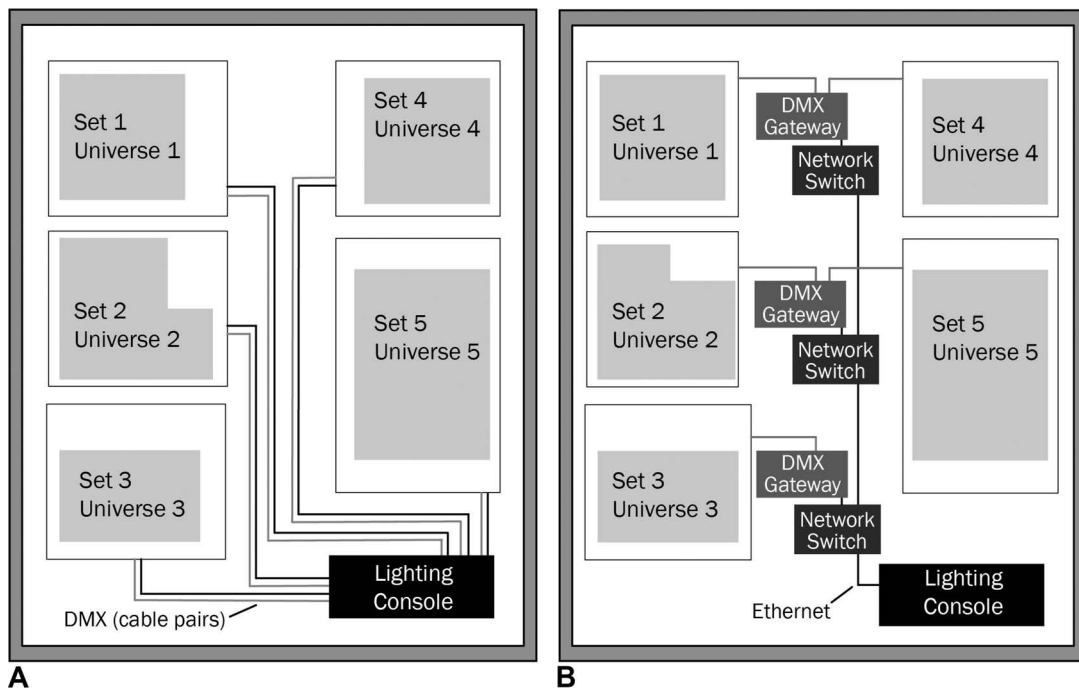 Set 1
Universe 1
Set 4
Universe 4
Set 2
Universe 2
Set 5
Universe 5
Set 3
Universe 3
Lighting
Console
DMX (cable pairs)
A
Set 1
Universe 1
DMX
Gateway
Network
Switch
Set 4
Universe 4
Set 2
Universe 2
DMX
Gateway
Network
Switch
Set 5
Universe 5
Set 3
Universe 3
DMX
Gateway
Network
Switch
Ethernet
Lighting
Console
B